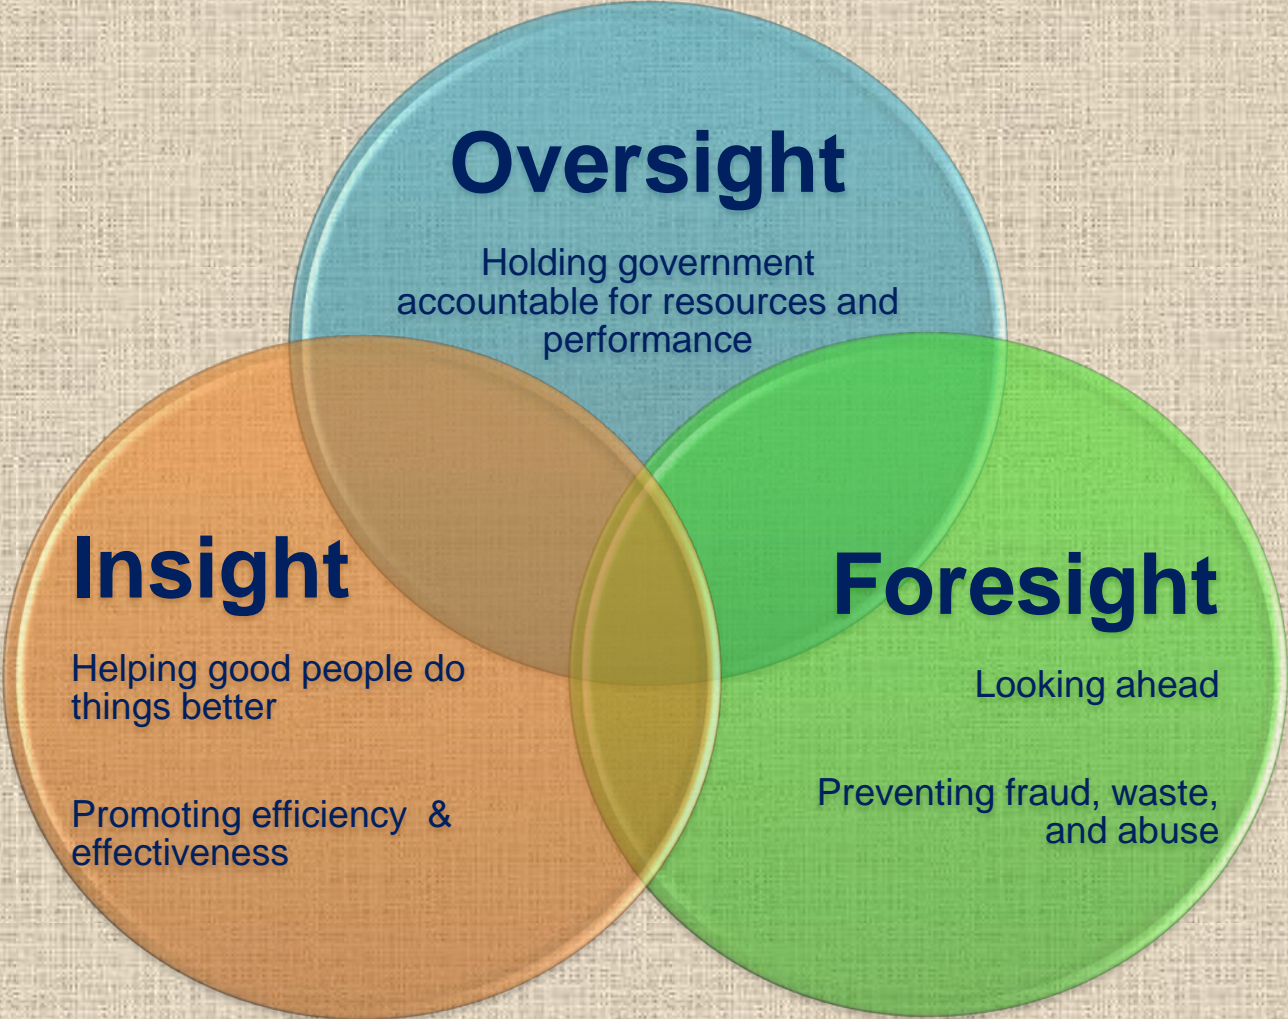 Oversight
Holding government
accountable for resources and
performance
Insight
Helping good people do
things better
Promoting efficiency  &
effectiveness
Foresight
Looking ahead
Preventing fraud, waste,
and abuse